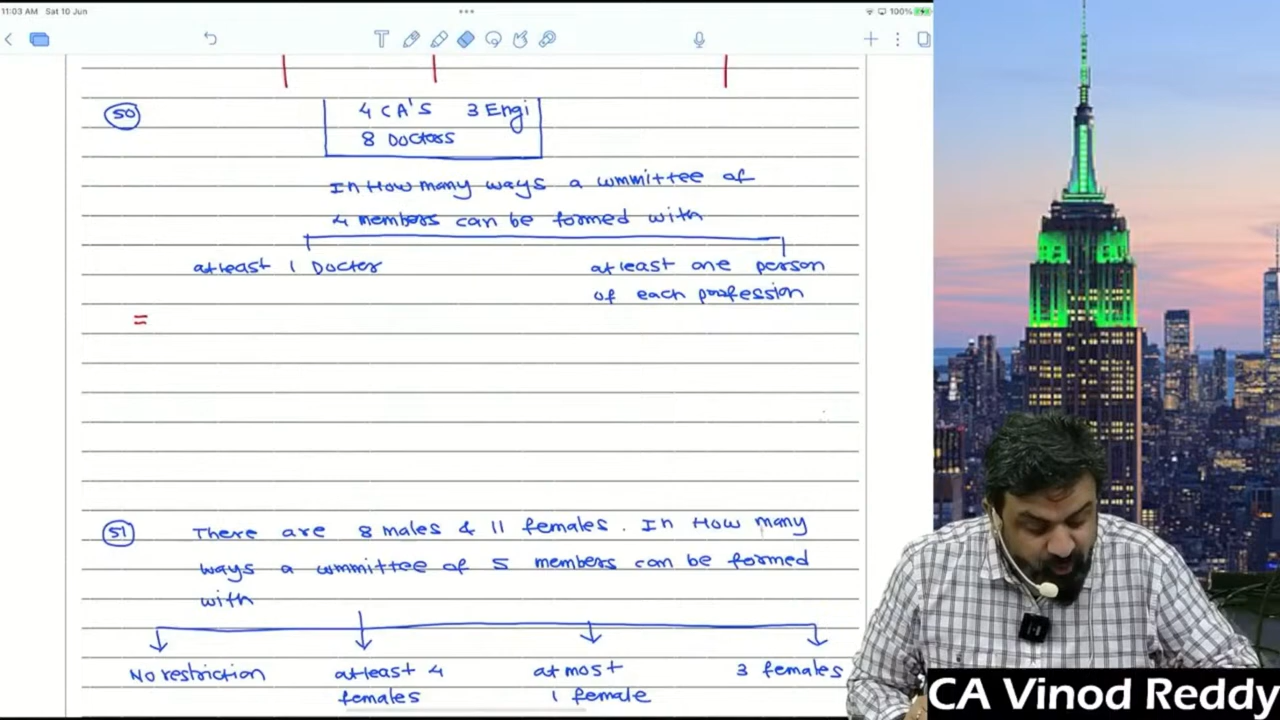 11:03 AM Sat 10 Jun
100%
50
4 CA's 3 Engi
8 Doctors
In How many ways a committee of
4 members can be formed with
atleast 1 Doctor
atleast one person
of each profession
=
51 There are 8 males & 11 females. In How many
ways a committee of 5 members can be formed
with
No restriction
atleast 4
females
atmost
1 female
3 females
CA Vinod Reddy